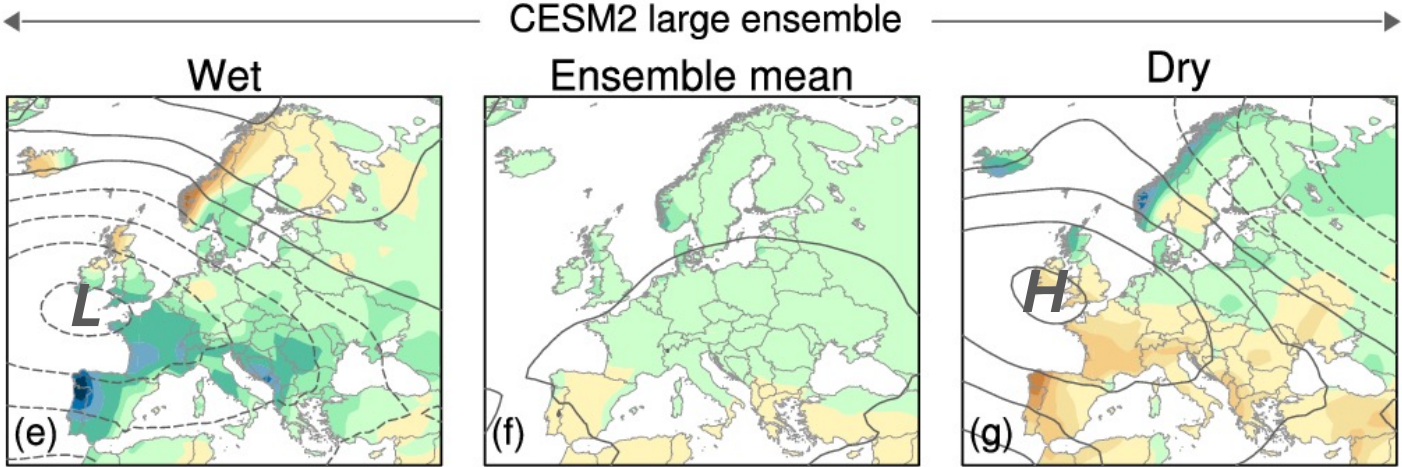 CESM2 large ensemble
Wet
Ensemble mean
Dry
L
H
(e)
(f)
(g)